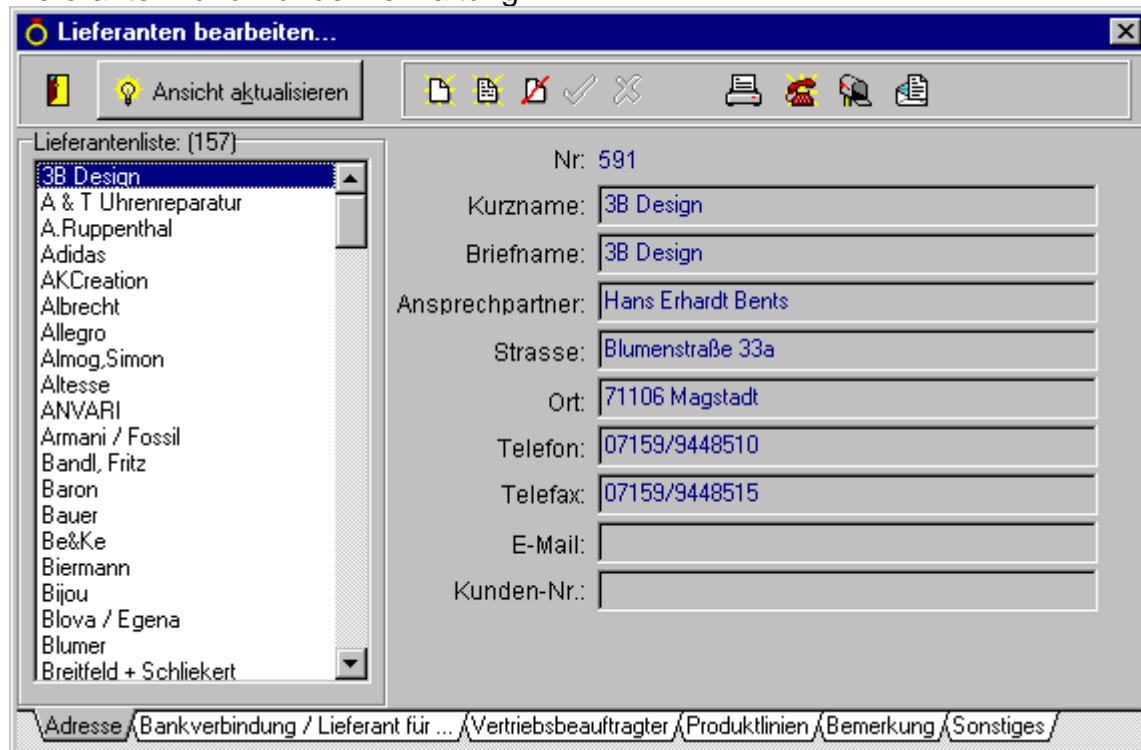 Lieferanten bearbeiten...
Ansicht aktualisieren
Lieferantenliste: (157)
3B Design
A & T Uhrenreparatur
A.Ruppenthal
Adidas
AKCreation
Albrecht
Allegro
Almog,Simon
Altesse
ANVARI
Armani / Fossil
Bandl, Fritz
Baron
Bauer
Be&Ke
Biermann
Bijou
Blova / Egena
Blumer
Breitfeld + Schliekert
Nr: 591
Kurzname: 3B Design
Briefname: 3B Design
Ansprechpartner: Hans Erhardt Bents
Strasse: Blumenstraße 33a
Ort: 71106 Magstadt
Telefon: 07159/9448510
Telefax: 07159/9448515
E-Mail:
Kunden-Nr.:
Adresse Bankverbindung / Lieferant für ... Vertriebsbeauftragter Produktlinien Bemerkung Sonstiges